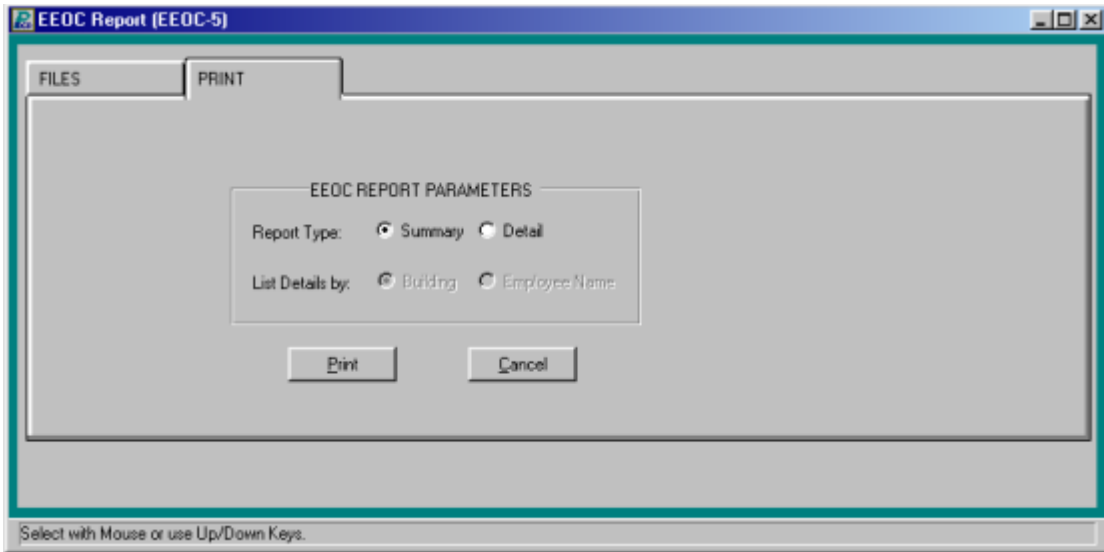 EEOC Report (EEOC-5)
FILES PRINT
EEOC REPORT PARAMETERS
Report Type: Summary Detail
List Details by: Building Employee Name
Print Cancel
Select with Mouse or use Up/Down Keys.